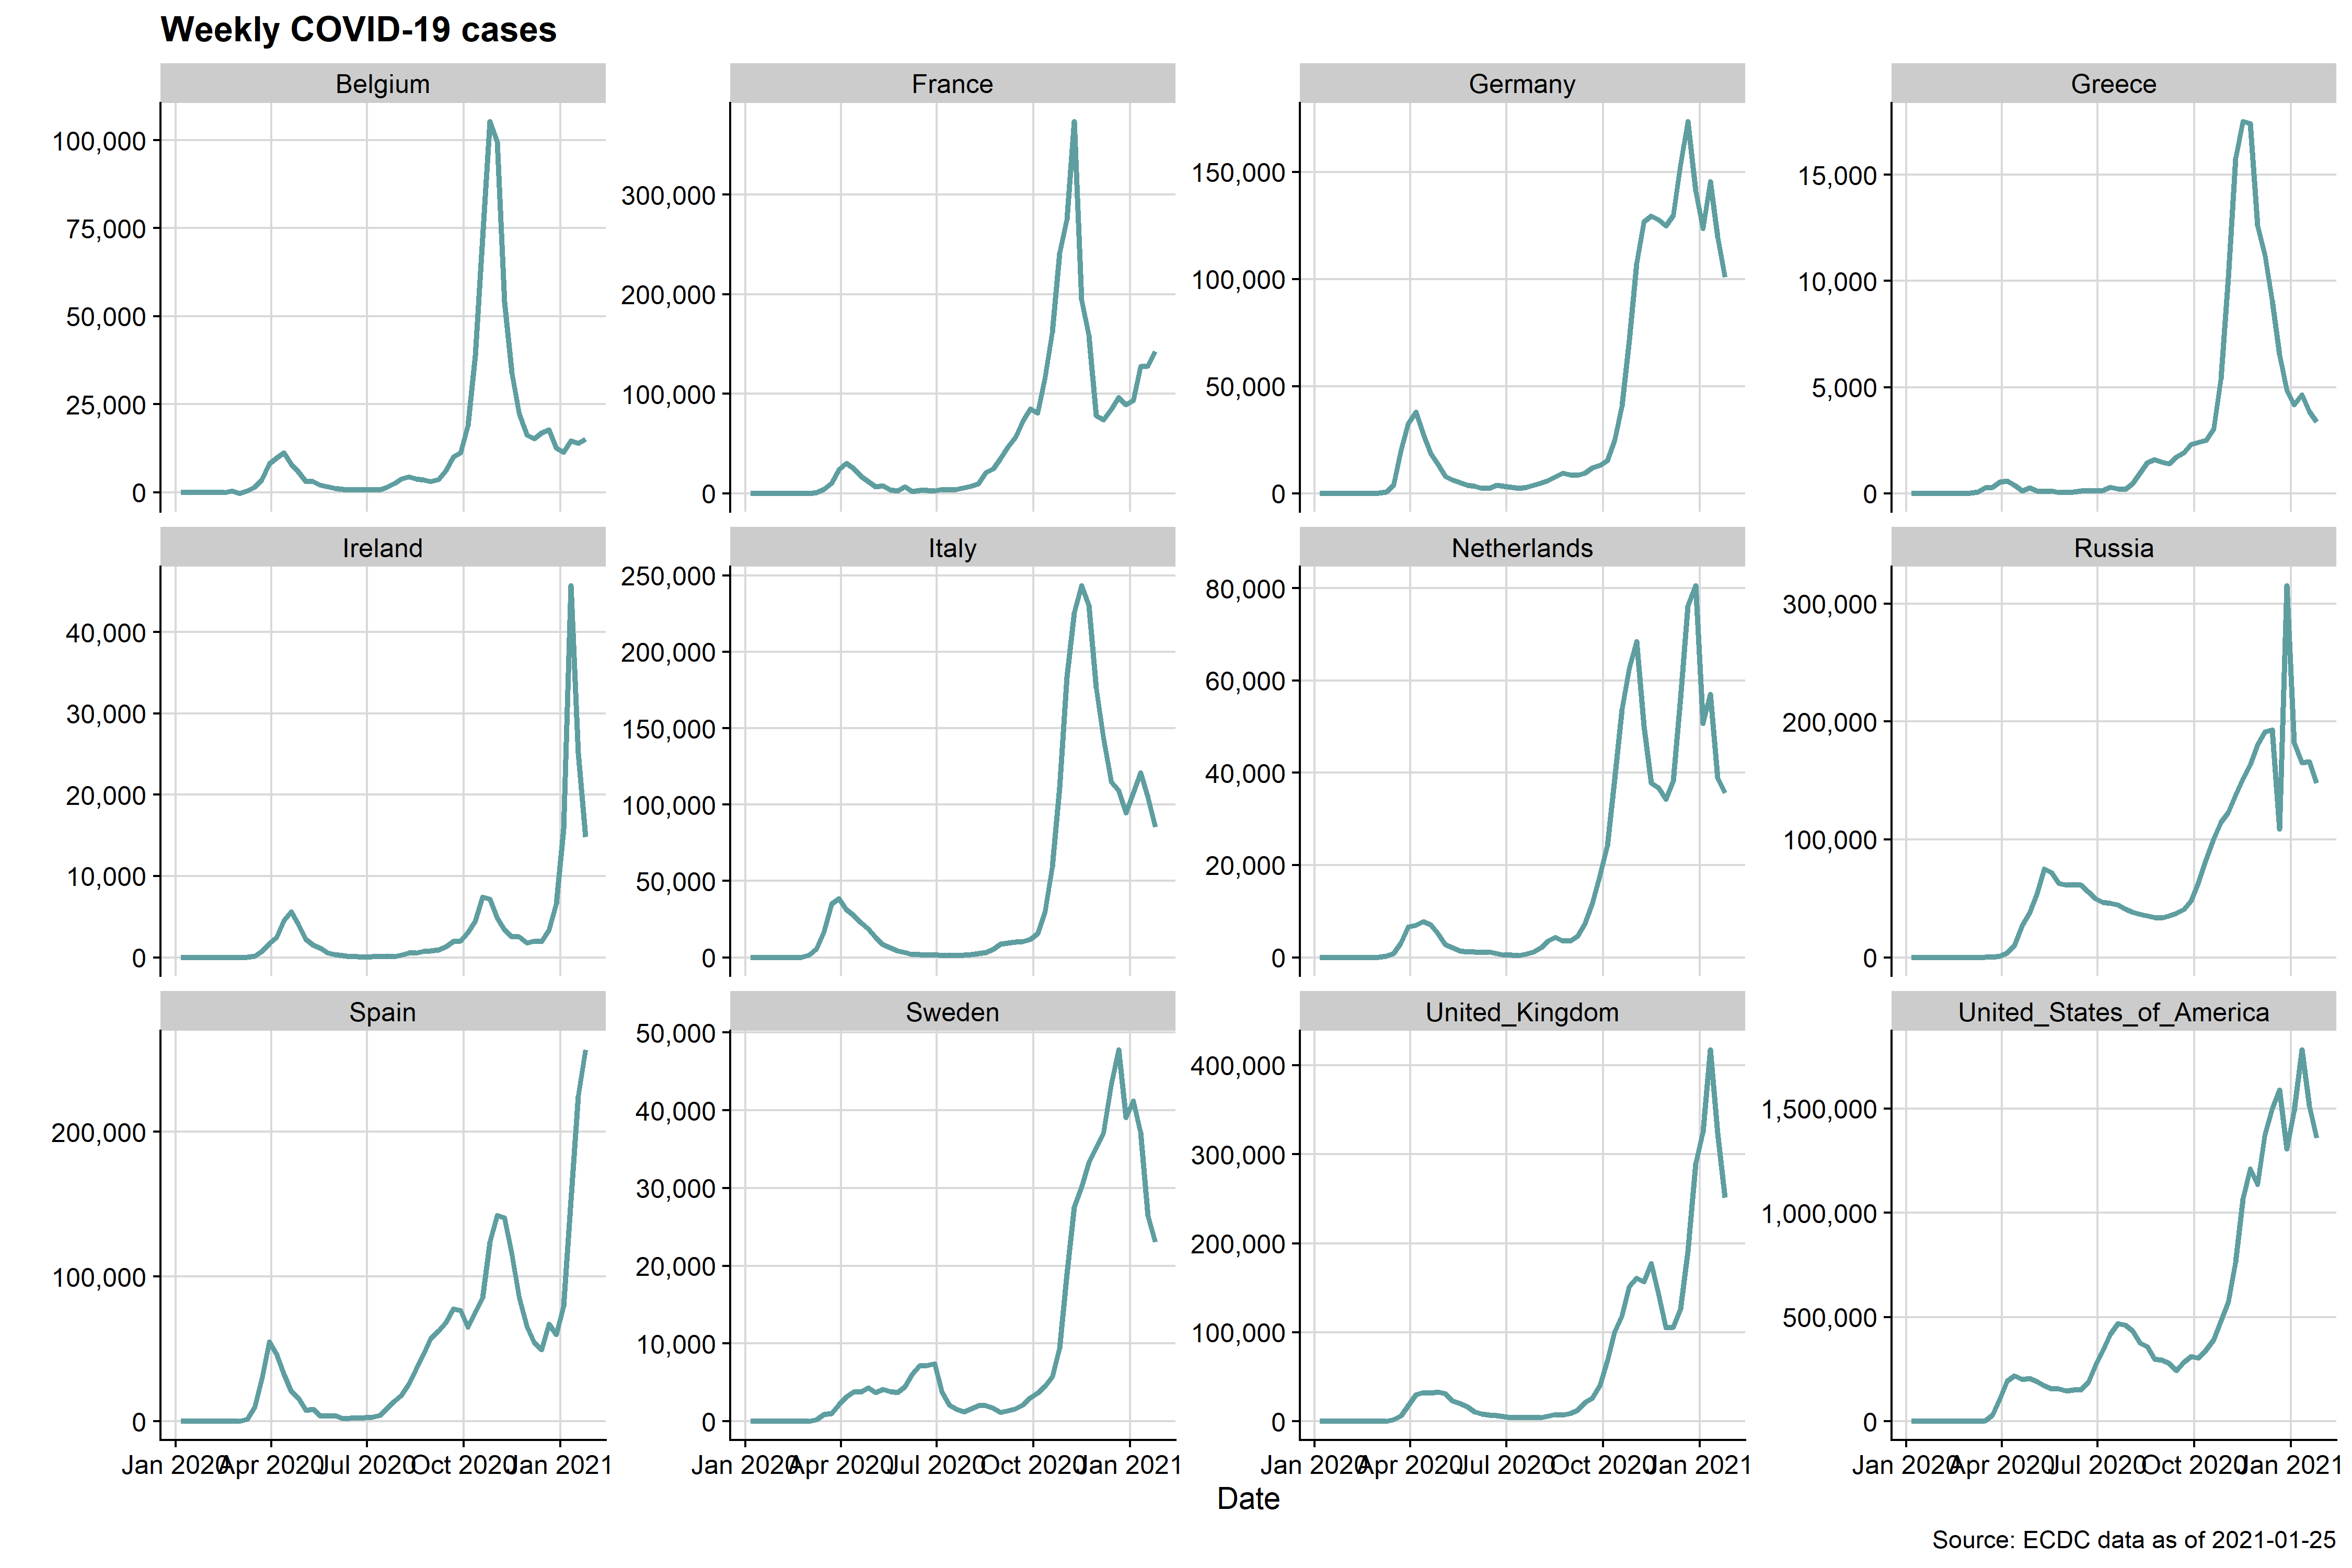 Weekly COVID-19 cases
Belgium
France
Germany
Greece
100,000
75,000
50,000
25,000
0
300,000
200,000
100,000
0
150,000
100,000
50,000
0
15,000
10,000
5,000
0
Ireland
Italy
Netherlands
Russia
40,000
30,000
20,000
10,000
0
250,000
200,000
150,000
100,000
50,000
0
80,000
60,000
40,000
20,000
0
300,000
200,000
100,000
0
Spain
Sweden
United_Kingdom
United_States_of_America
200,000
100,000
0
50,000
40,000
30,000
20,000
10,000
0
400,000
300,000
200,000
100,000
0
1,500,000
1,000,000
500,000
0
Jan 2020 Apr 2020 Jul 2020 Oct 2020 Jan 2021
Jan 2020 Apr 2020 Jul 2020 Oct 2020 Jan 2021
Jan 2020 Apr 2020 Jul 2020 Oct 2020 Jan 2021
Jan 2020 Apr 2020 Jul 2020 Oct 2020 Jan 2021
Date
Source: ECDC data as of 2021-01-25